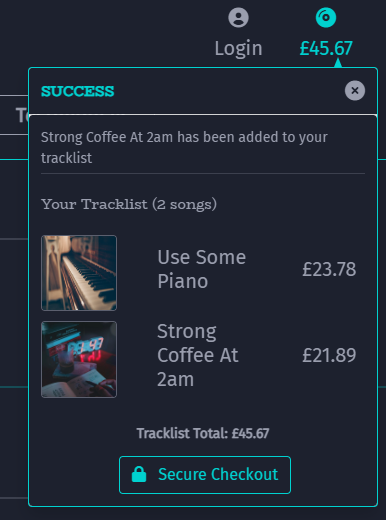 Login £45.67
SUCCESS
Strong Coffee At 2am has been added to your
tracklist
Your Tracklist (2 songs)
Use Some
Piano
£23.78
Strong
Coffee At
2am
£21.89
Tracklist Total: £45.67
Secure Checkout